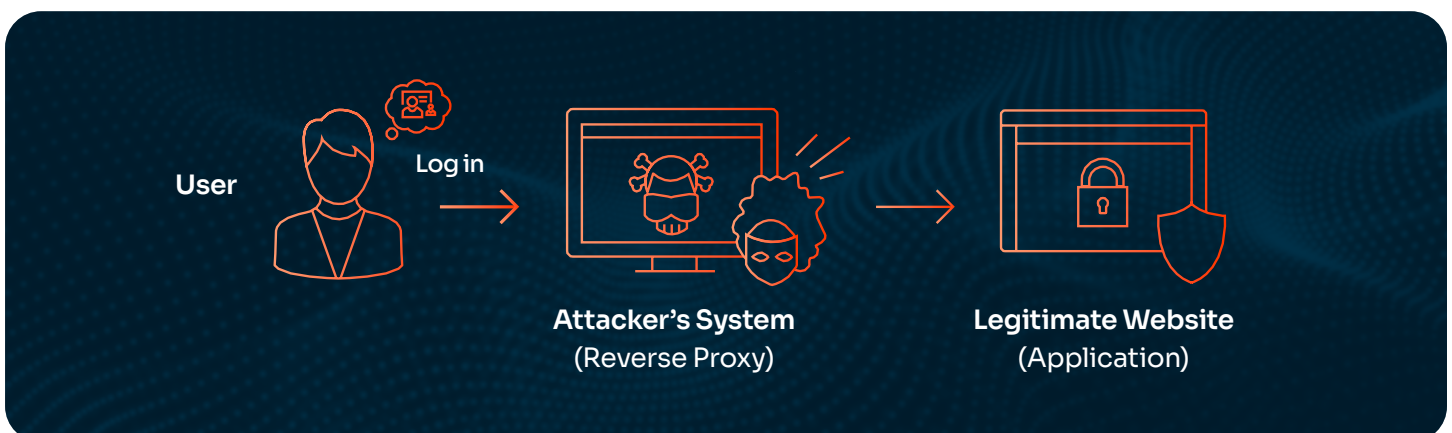 User
Log in
Attacker’s System
(Reverse Proxy)
Legitimate Website
(Application)